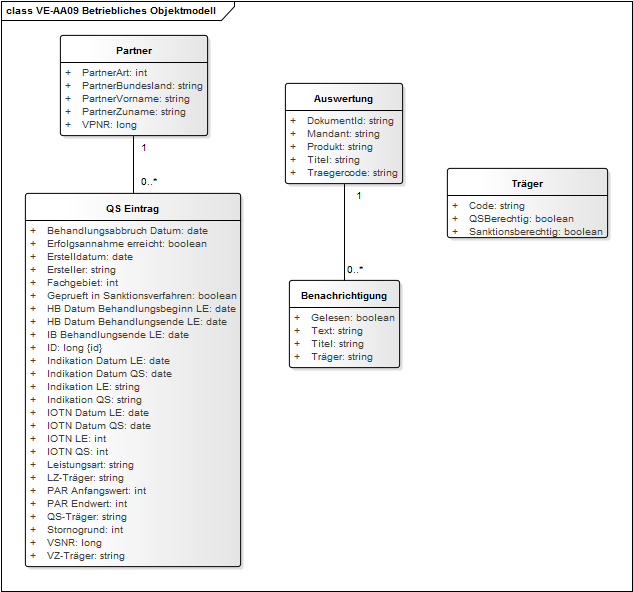 class VE-AA09 Betriebliches Objektmodell
Partner
+ PartnerArt: int
+ PartnerBundesland: string
+ PartnerVorname: string
+ PartnerZuname: string
+ VPNR: long
1
0..*
QS Eintrag
+ Behandlungsabbruch Datum: date
+ Erfolgsannahme erreicht: boolean
+ Erstelldatum: date
+ Ersteller: string
+ Fachgebiet: int
+ Geprueft in Sanktionsverfahren: boolean
+ HB Datum Behandlungsbeginn LE: date
+ HB Datum Behandlungsende LE: date
+ IB Behandlungsende LE: date
+ ID: long {id}
+ Indikation Datum LE: date
+ Indikation Datum QS: date
+ Indikation LE: string
+ Indikation QS: string
+ IOTN Datum LE: date
+ IOTN Datum QS: date
+ IOTN LE: int
+ IOTN QS: int
+ Leistungsart: string
+ LZ-Träger: string
+ PAR Anfangswert: int
+ PAR Endwert: int
+ QS-Träger: string
+ Stornogrund: int
+ VSNR: long
+ VZ-Träger: string
Auswertung
+ DokumentId: string
+ Mandant: string
+ Produkt: string
+ Titel: string
+ Traegercode: string
1
0..*
Benachrichtigung
+ Gelesen: boolean
+ Text: string
+ Titel: string
+ Träger: string
Träger
+ Code: string
+ QSBerechtig: boolean
+ Sanktionsberechtig: boolean